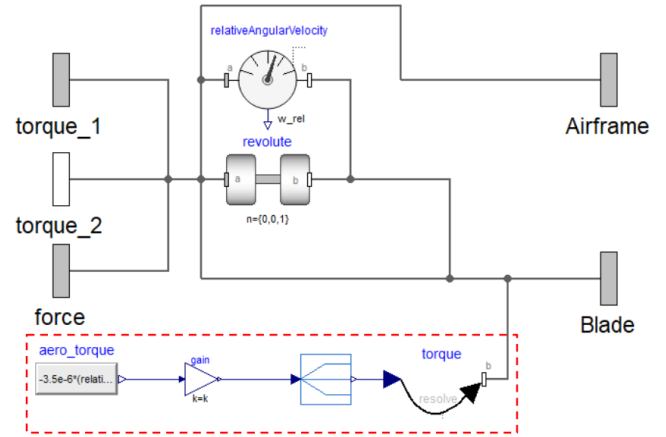 relativeAngularVelocity
a
b
torque_1
w_rel
Airframe
revolute
a
b
torque_2
n={0,0,1}
force
Blade
aero_torque
gain
torque
b
-3.5e-6*(relati...
k=k
resolve